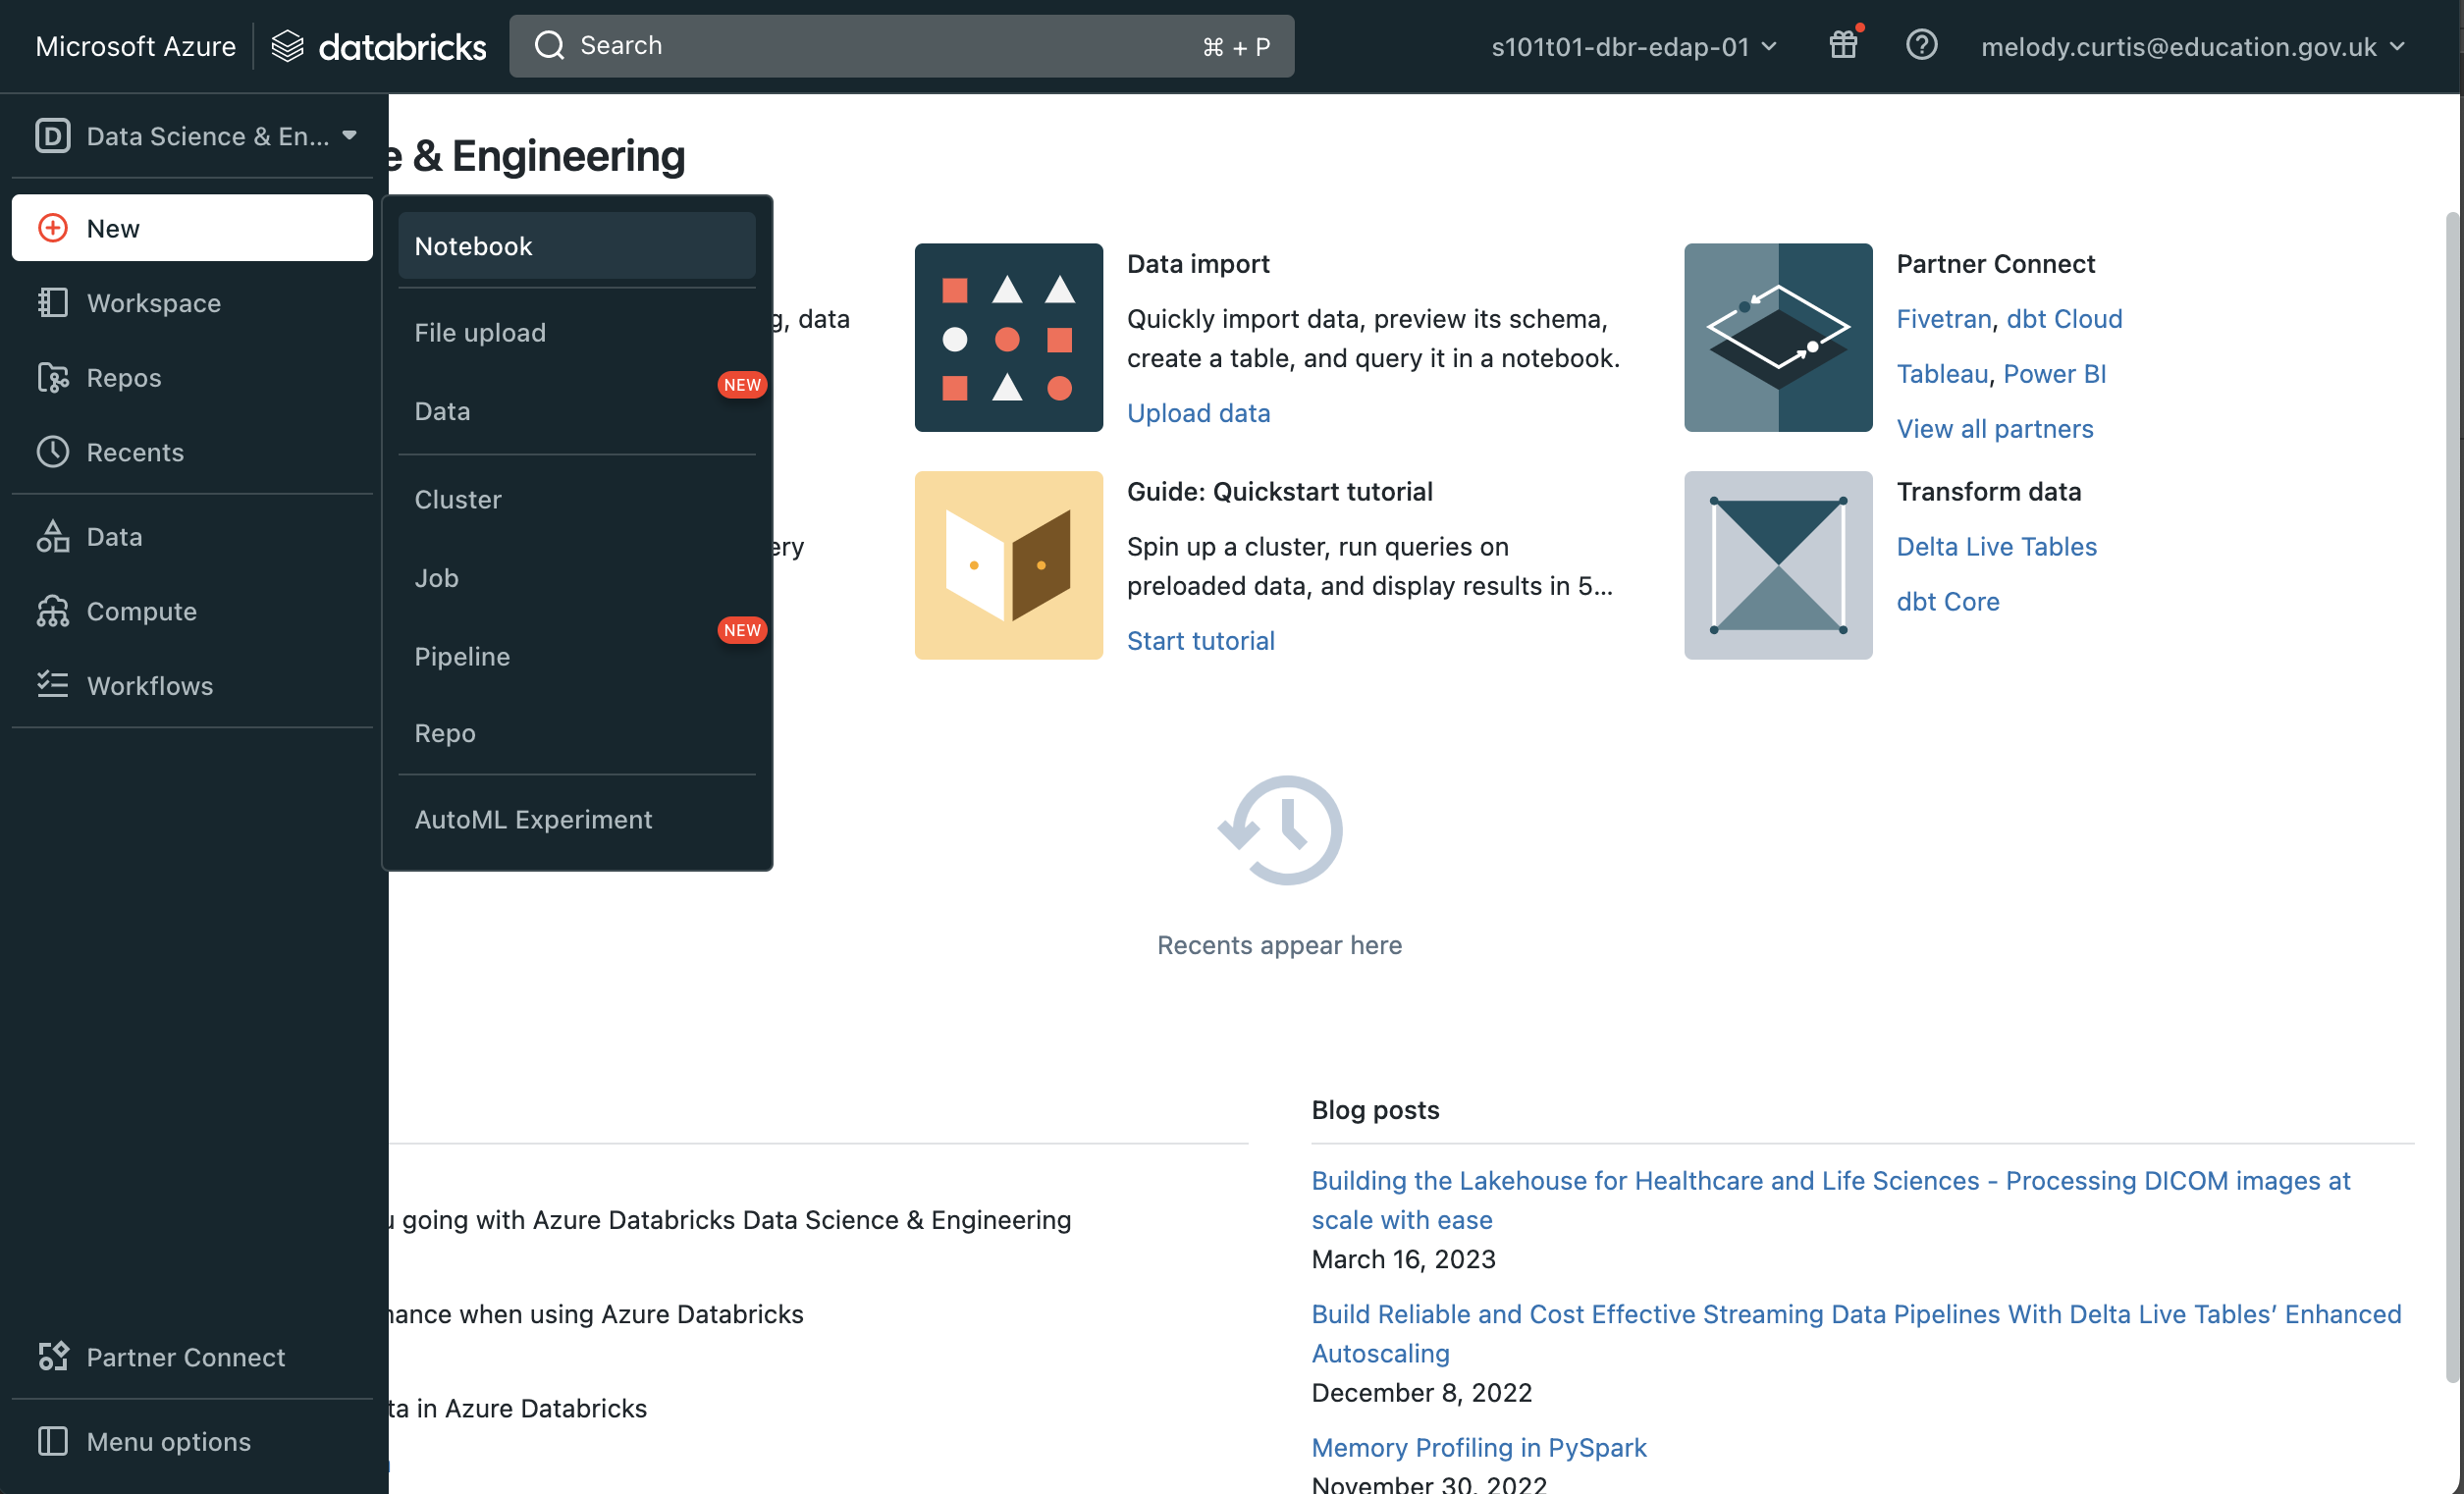 Microsoft Azure
databricks
Search
⌘ + P
s101t01-dbr-edap-01
melody.curtis@education.gov.uk
D
Data Science & En...
New
Workspace
Repos
Recents
Data
Compute
Workflows
Partner Connect
Menu options
Notebook
File upload
NEW
Data
Cluster
Job
NEW
Pipeline
Repo
AutoML Experiment
& Engineering
data
Data import
Quickly import data, preview its schema,
create a table, and query it in a notebook.
Upload data
Partner Connect
Fivetran, dbt Cloud
Tableau, Power BI
View all partners
Guide: Quickstart tutorial
Spin up a cluster, run queries on
preloaded data, and display results in 5...
Start tutorial
Transform data
Delta Live Tables
dbt Core
Recents appear here
going with Azure Databricks Data Science & Engineering
when using Azure Databricks
in Azure Databricks
Blog posts
Building the Lakehouse for Healthcare and Life Sciences - Processing DICOM images at
scale with ease
March 16, 2023
Build Reliable and Cost Effective Streaming Data Pipelines With Delta Live Tables’ Enhanced
Autoscaling
December 8, 2022
Memory Profiling in PySpark
November 30, 2022